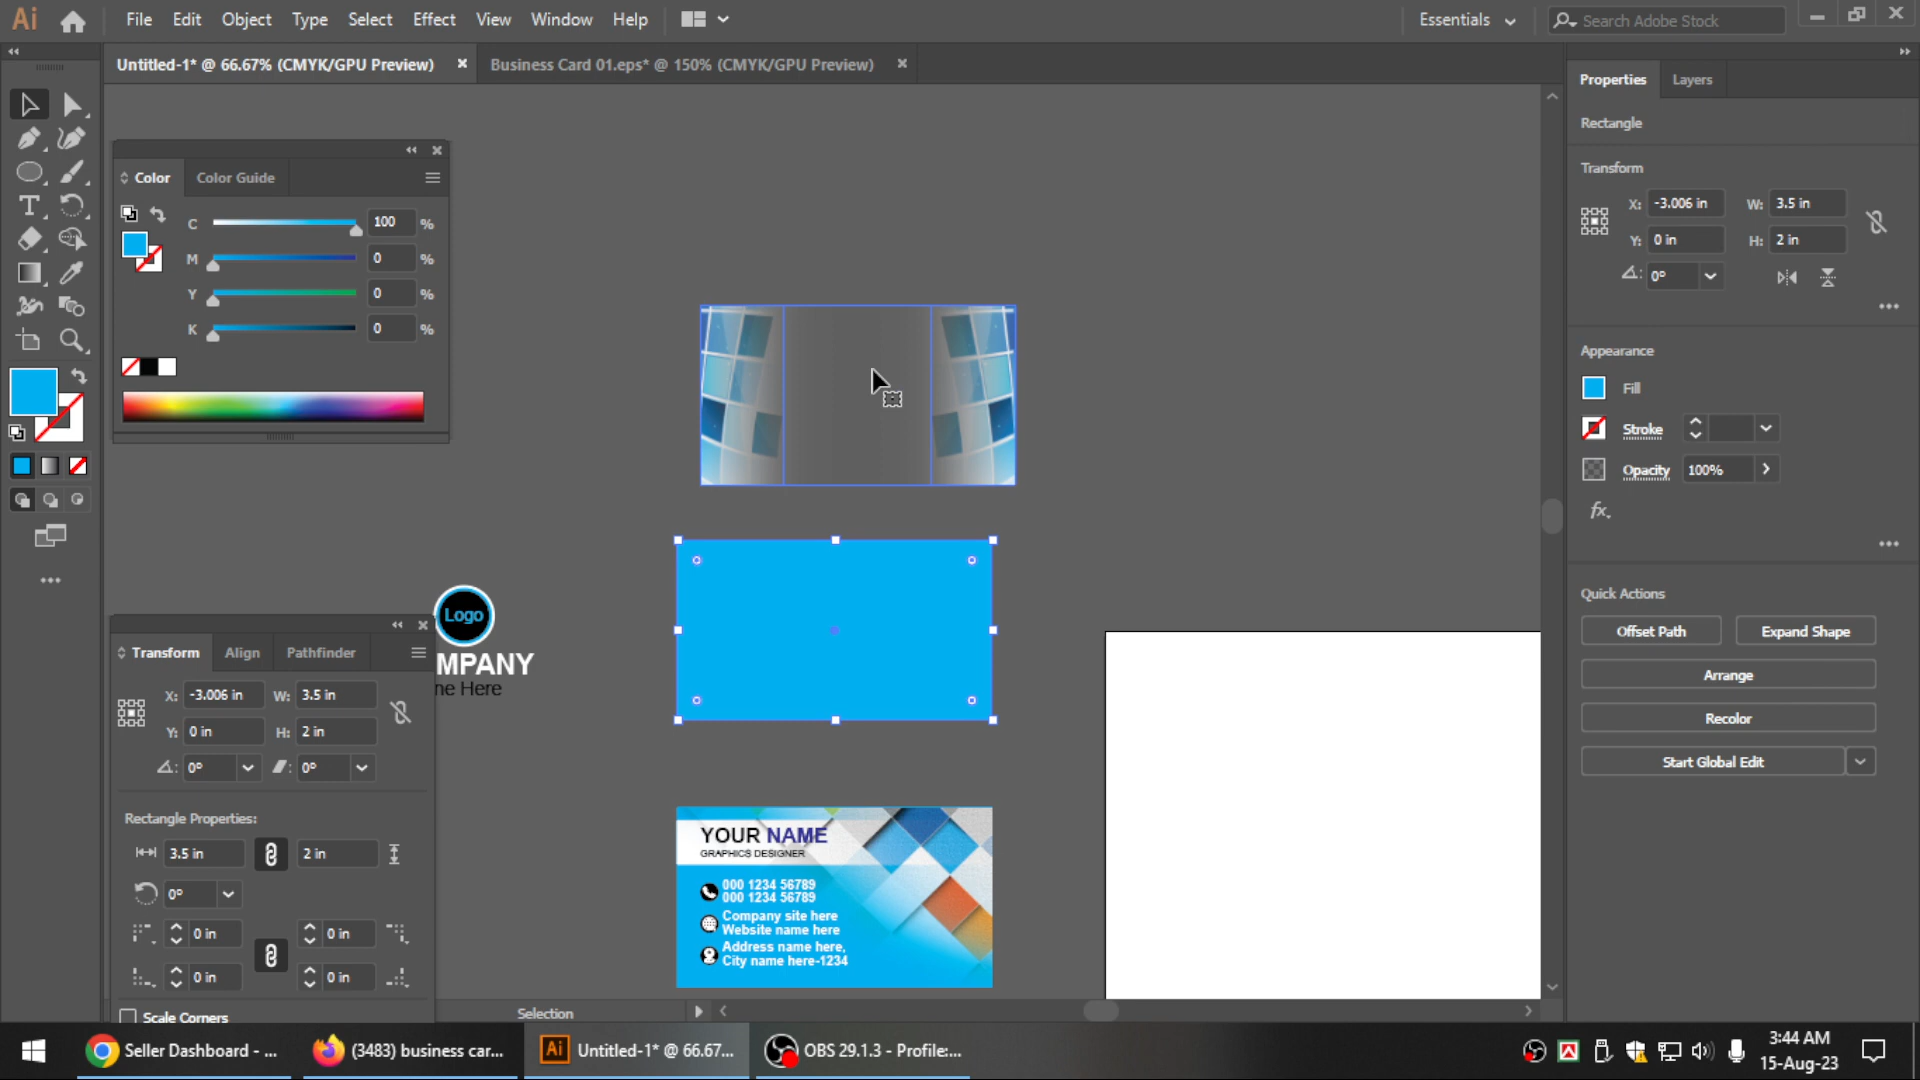 Ai File Edit Object Type Select Effect View Window Help Essentials Search Adobe Stock
Untitled-1* @ 66.67% (CMYK/GPU Preview) × Business Card 01.eps* @ 150% (CMYK/GPU Preview) ×
Color Color Guide
C 100 %
M 0 %
Y 0 %
K 0 %
Logo
MPANY
ne Here
Transform Align Pathfinder
X: -3.006 in W: 3.5 in
Y: 0 in H: 2 in
0° 0°
Rectangle Properties:
3.5 in 2 in
0°
0 in 0 in
0 in 0 in
Scale Corners
YOUR NAME
GRAPHICS DESIGNER
000 1234 56789
000 1234 56789
Company site here
Website name here
Address name here,
City name here-1234
Selection
Properties Layers
Rectangle
Transform
X: -3.006 in W: 3.5 in
Y: 0 in H: 2 in
0°
Appearance
Fill
Stroke
Opacity 100%
fx.
Quick Actions
Offset Path Expand Shape
Arrange
Recolor
Start Global Edit
Seller Dashboard - ... (3483) business car... Ai Untitled-1* @ 66.67... OBS 29.1.3 - Profile:...
3:44 AM
15-Aug-23